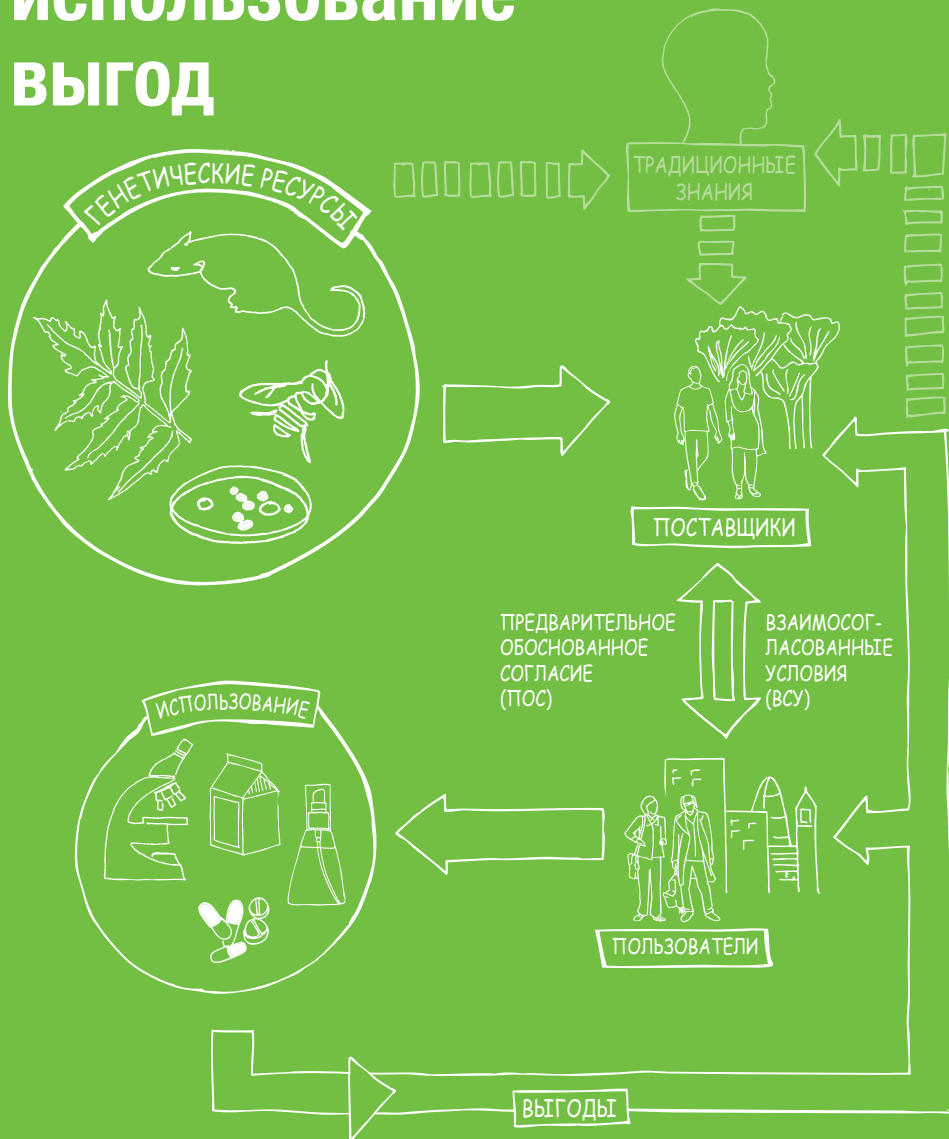 использование
выгод
ГЕНЕТИЧЕСКИЕ РЕСУРСЫ
ТРАДИЦИОННЫЕ
ЗНАНИЯ
ПОСТАВЩИКИ
ПРЕДВАРИТЕЛЬНОЕ
ОБОСНОВАННОЕ
СОГЛАСИЕ
(ПОС)
ВЗАИМОСОГ-
ЛАСОВАННЫЕ
УСЛОВИЯ
(ВСУ)
ИСПОЛЬЗОВАНИЕ
ПОЛЬЗОВАТЕЛИ
ВЫГОДЫ